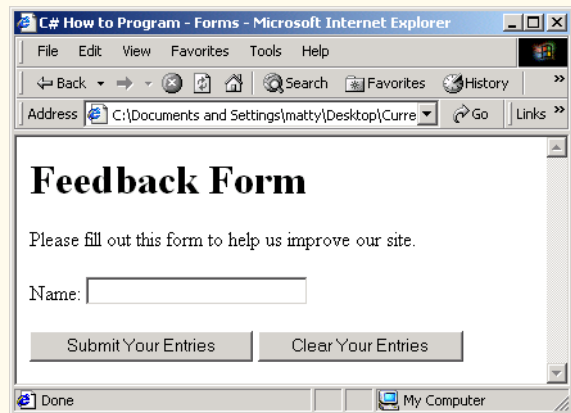 C# How to Program - Forms - Microsoft Internet Explorer
File Edit View Favorites Tools Help
Back Search Favorites History »
Address C:\Documents and Settings\matty\Desktop\Curre Go Links »
Feedback Form
Please fill out this form to help us improve our site.
Name:
Submit Your Entries Clear Your Entries
Done My Computer